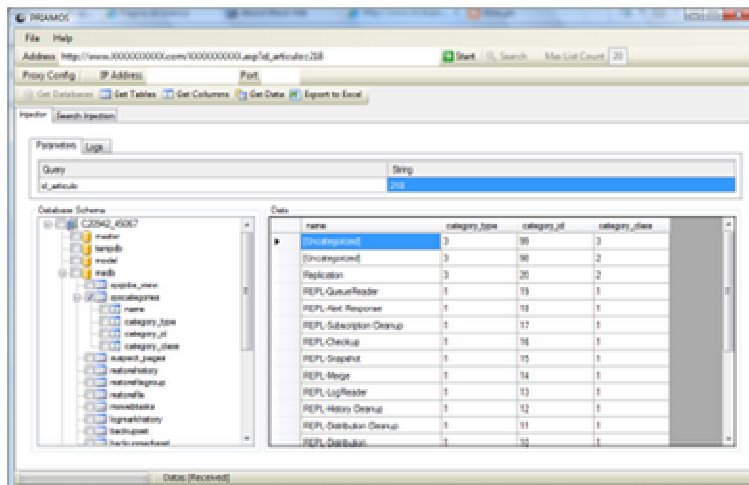 PRIAMOS
File Help
Address http://www.XXXXXXXXXX.com/XXXXXXXXX.asp?id_articulo=218 Start Search Max List Count 20
Proxy Config IP Address Port
Get Databases Get Tables Get Columns Get Data Export to Excel
Injector Search Injection
Parameters Logs
Query String
id_articulo 218
Database Schema
master
tempdb
model
msdb
sysjobs_view
syscategories
name
category_type
category_id
category_class
suspect_pages
restorehistory
restorefilegroup
restorefile
logmarkhistory
backupset
Data
name category_type category_id category_class
[Uncategorized] 3 99 3
[Uncategorized] 3 98 2
Replication 3 20 2
REPL-QueueReader 1 19 1
REPL-Alert Response 1 18 1
REPL-Subscription Cleanup 1 17 1
REPL-Checkup 1 16 1
REPL-Snapshot 1 15 1
REPL-Merge 1 14 1
REPL-LogReader 1 13 1
REPL-History Cleanup 1 12 1
REPL-Distribution Cleanup 1 11 1
REPL-Distribution 1 10 1
Datas [Received]